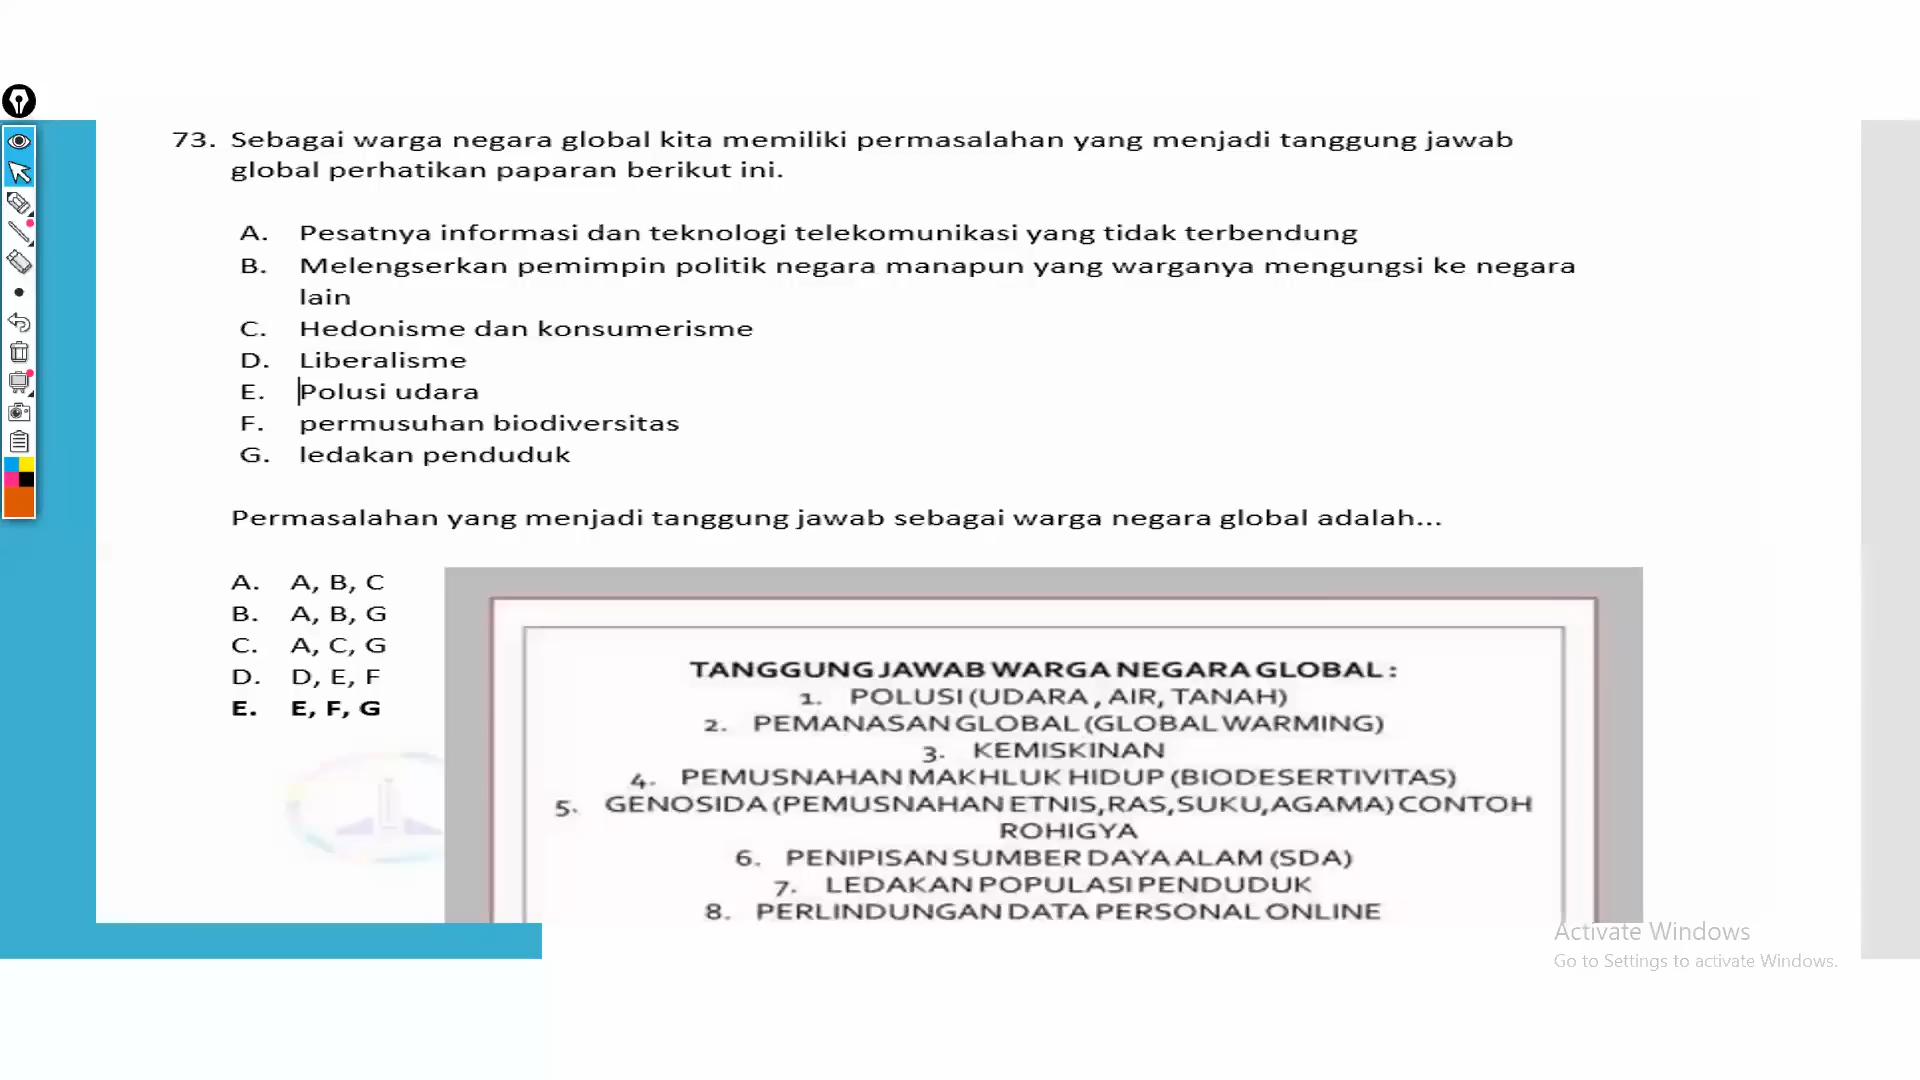 73. Sebagai warga negara global kita memiliki permasalahan yang menjadi tanggung jawab
global perhatikan paparan berikut ini.
A. Pesatnya informasi dan teknologi telekomunikasi yang tidak terbendung
B. Melengserkan pemimpin politik negara manapun yang warganya mengungsi ke negara
lain
C. Hedonisme dan konsumerisme
D. Liberalisme
E. Polusi udara
F. permusuhan biodiversitas
G. ledakan penduduk
Permasalahan yang menjadi tanggung jawab sebagai warga negara global adalah...
A. A, B, C
B. A, B, G
C. A, C, G
D. D, E, F
E. E, F, G
TANGGUNG JAWAB WARGA NEGARA GLOBAL :
1. POLUSI (UDARA , AIR, TANAH)
2. PEMANASAN GLOBAL (GLOBAL WARMING)
3. KEMISKINAN
4. PEMUSNAHAN MAKHLUK HIDUP (BIODESERTIVITAS)
5. GENOSIDA (PEMUSNAHAN ETNIS, RAS, SUKU, AGAMA) CONTOH
ROHIGYA
6. PENIPISAN SUMBER DAYA ALAM (SDA)
7. LEDAKAN POPULASI PENDUDUK
8. PERLINDUNGAN DATA PERSONAL ONLINE
Activate Windows
Go to Settings to activate Windows.